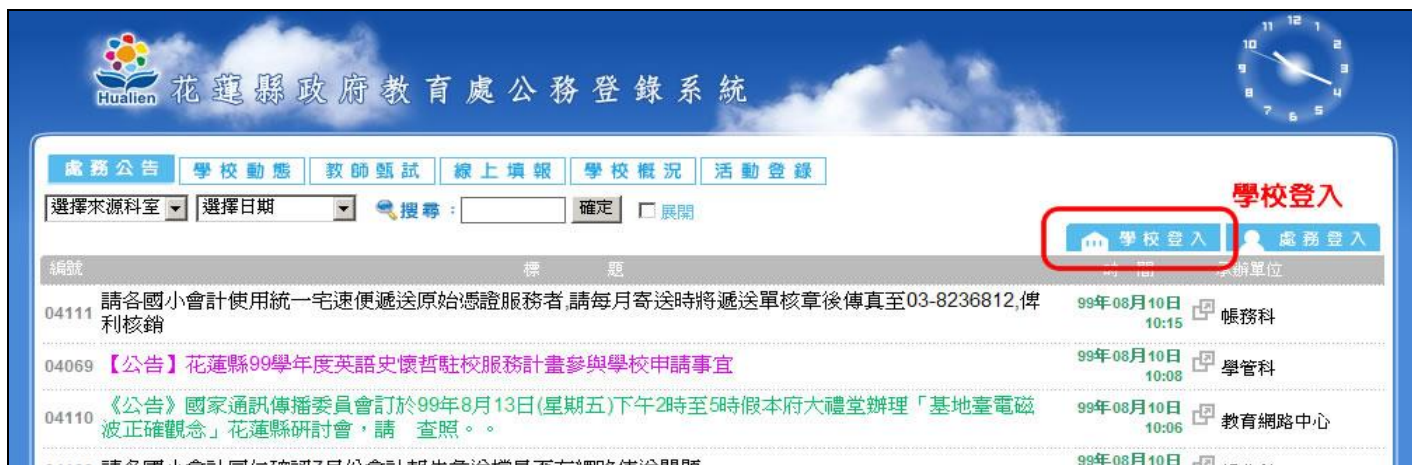 11 12 1
10 2
9 3
8 4
7 6 5
Hualien 花蓮縣政府教育處公務登錄系統
處務公告 學校動態 教師甄試 線上填報 學校概況 活動登錄
學校登入
選擇來源科室 選擇日期 搜尋： 確定 展開
學校登入 處務登入
編號 標 題 時 間 承辦單位
04111 請各國小會計使用統一宅速便遞送原始憑證服務者,請每月寄送時將遞送單核章後傳真至03-8236812,俾
利核銷
99年08月10日
10:15
帳務科
04069 【公告】花蓮縣99學年度英語史懷哲駐校服務計畫參與學校申請事宜
99年08月10日
10:08
學管科
04110 《公告》國家通訊傳播委員會訂於99年8月13日(星期五)下午2時至5時假本府大禮堂辦理「基地臺電磁
波正確觀念」花蓮縣研討會，請　查照。。
99年08月10日
10:06
教育網路中心
99年08月10日